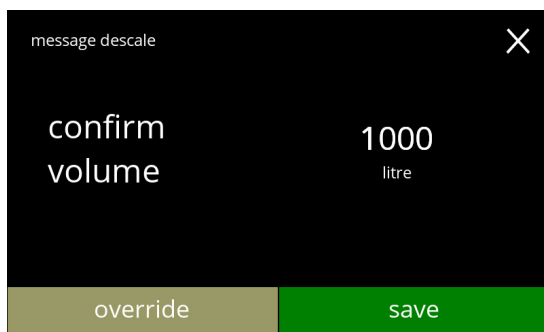 message descale
confirm
volume
1000
litre
override
save